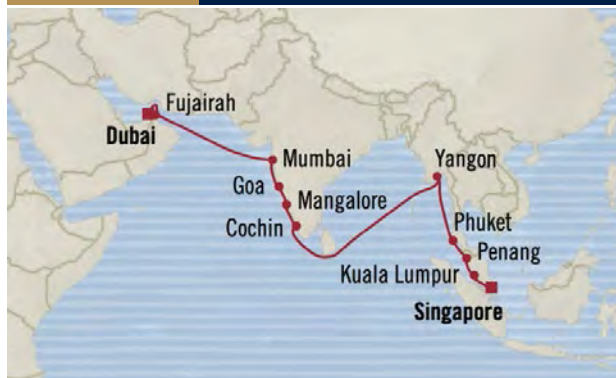 Fujairah
Dubai
Mumbai
Yangon
Goa
Mangalore
Cochin
Phuket
Penang
Kuala Lumpur
Singapore